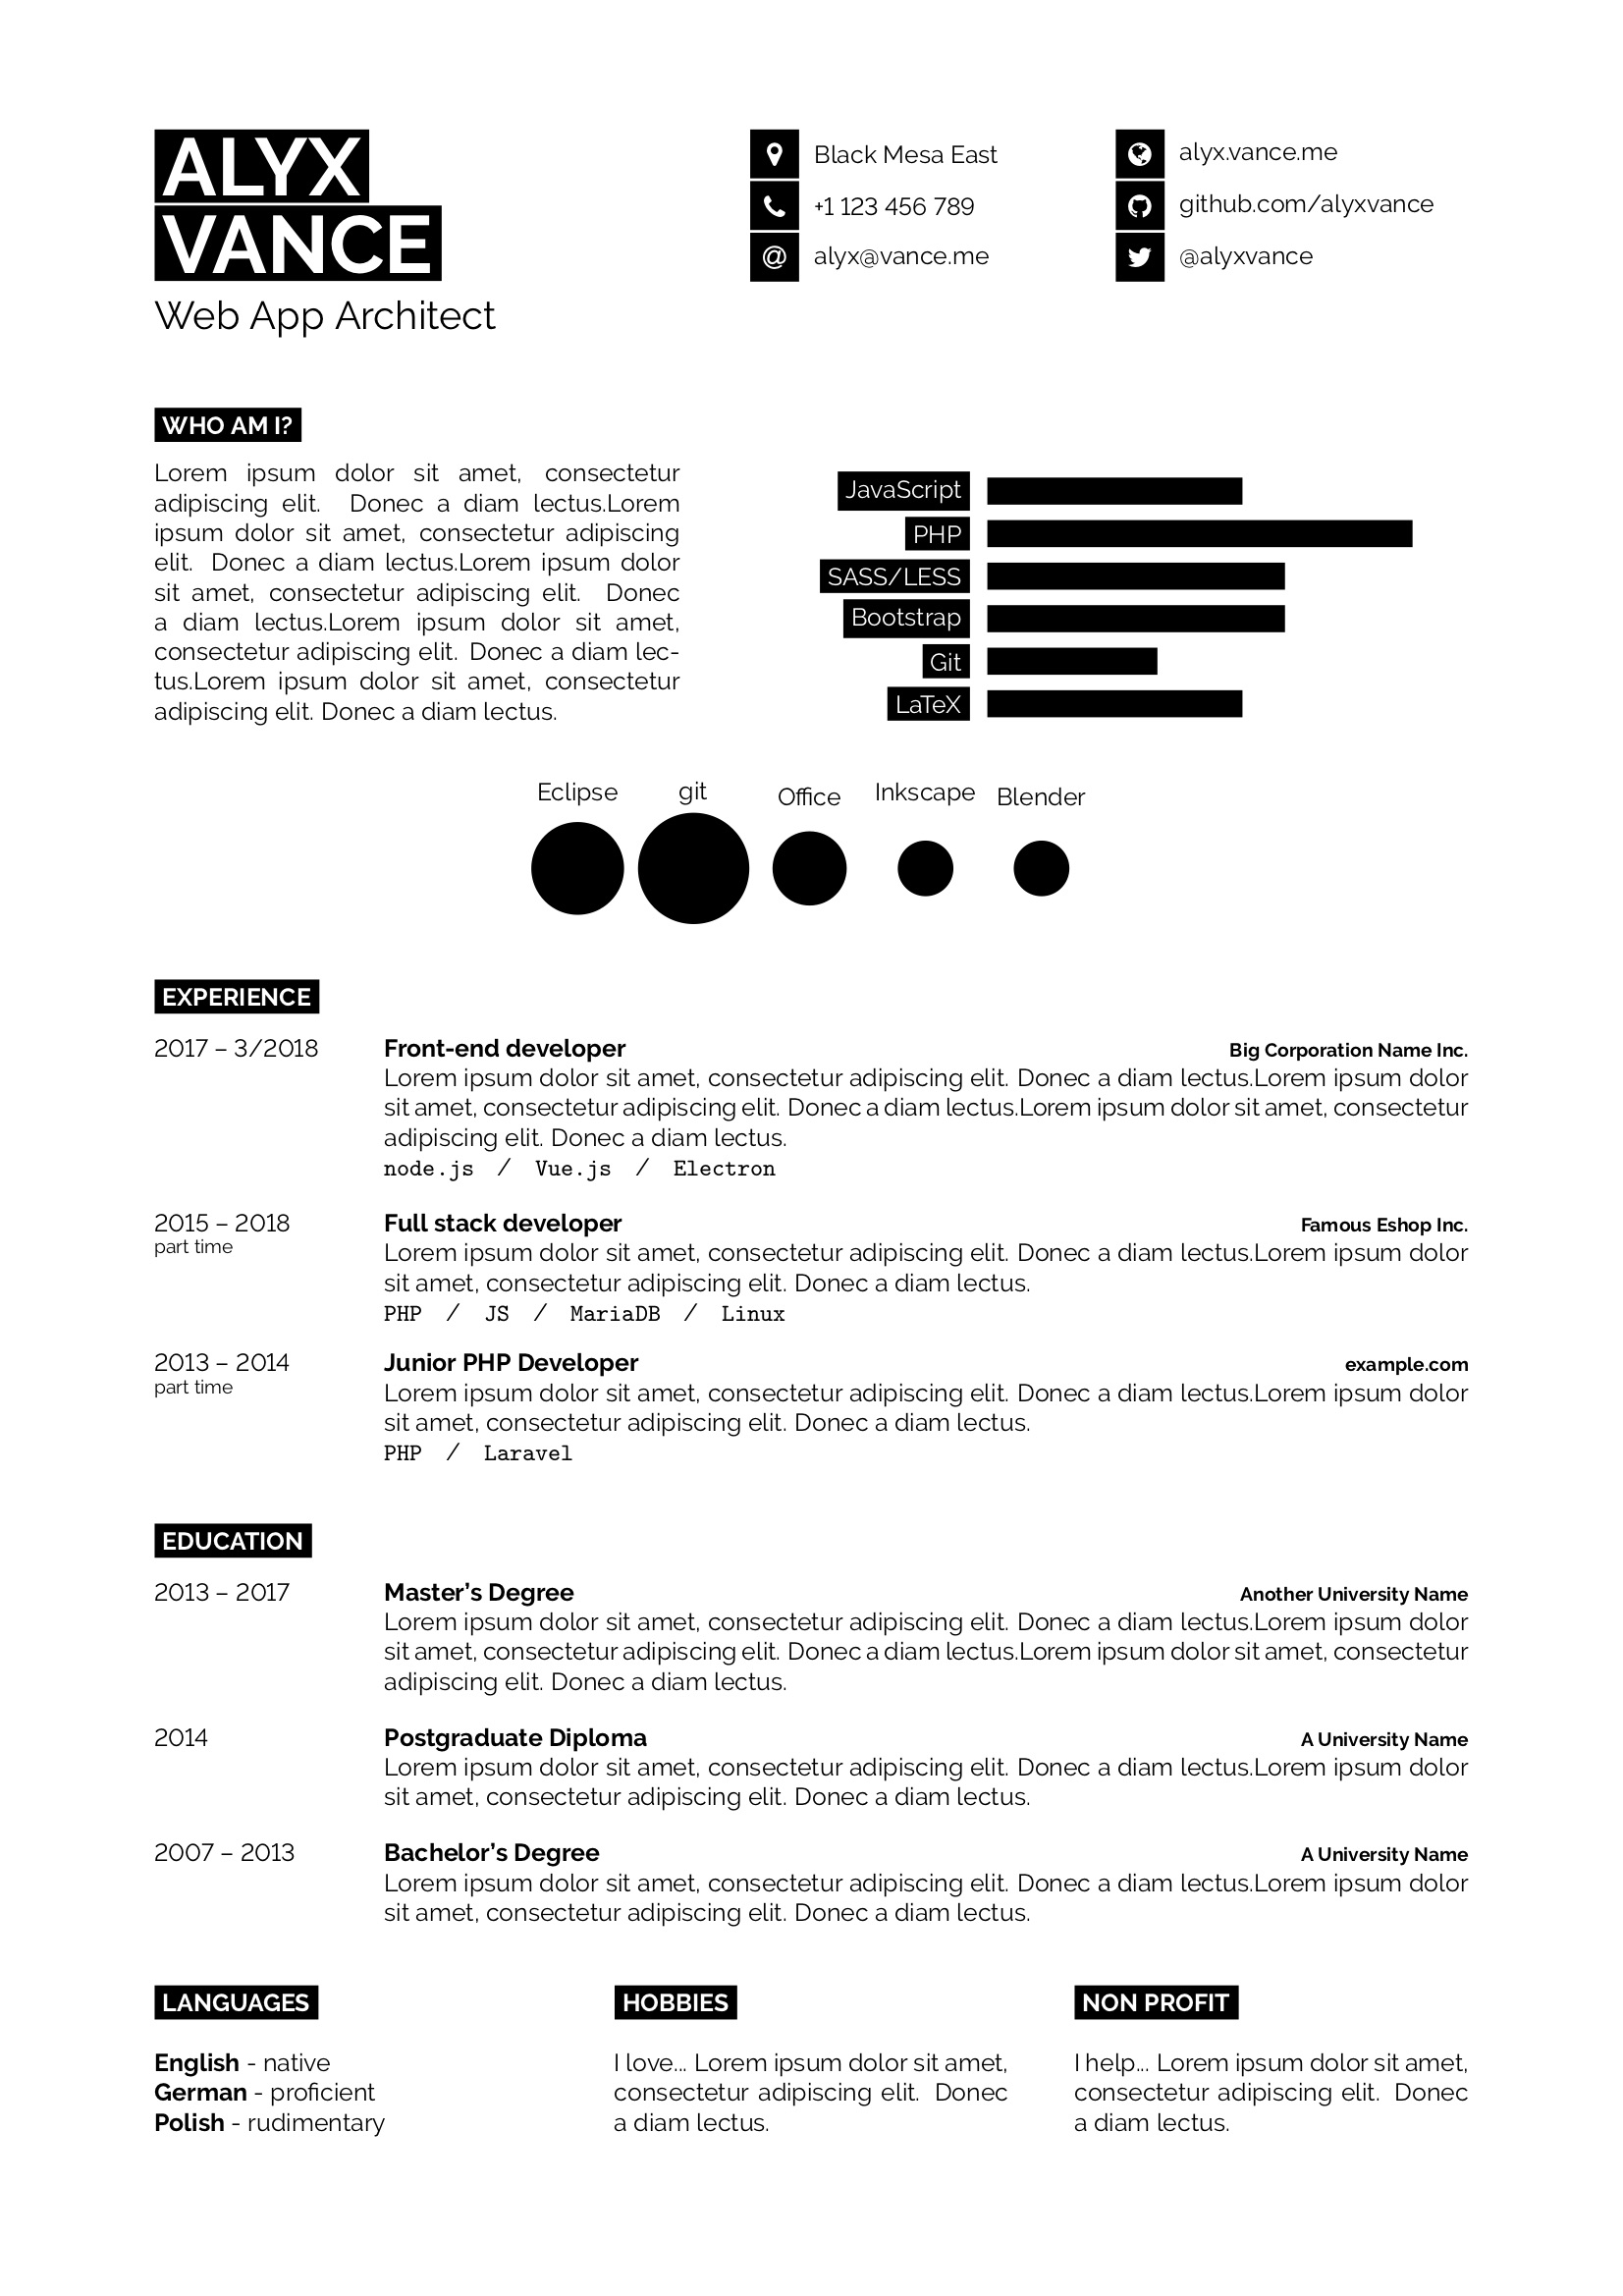 ALYX
VANCE
Web App Architect
Black Mesa East
+1 123 456 789
alyx@vance.me
alyx.vance.me
github.com/alyxvance
@alyxvance
WHO AM I?
Lorem ipsum dolor sit amet, consectetur
adipiscing elit. Donec a diam lectus.Lorem
ipsum dolor sit amet, consectetur adipiscing
elit. Donec a diam lectus.Lorem ipsum dolor
sit amet, consectetur adipiscing elit. Donec
a diam lectus.Lorem ipsum dolor sit amet,
consectetur adipiscing elit. Donec a diam lec-
tus.Lorem ipsum dolor sit amet, consectetur
adipiscing elit. Donec a diam lectus.
JavaScript
PHP
SASS/LESS
Bootstrap
Git
LaTeX
Eclipse git Office Inkscape Blender
EXPERIENCE
2017 – 3/2018 Front-end developer Big Corporation Name Inc.
Lorem ipsum dolor sit amet, consectetur adipiscing elit. Donec a diam lectus.Lorem ipsum dolor
sit amet, consectetur adipiscing elit. Donec a diam lectus.Lorem ipsum dolor sit amet, consectetur
adipiscing elit. Donec a diam lectus.
node.js / Vue.js / Electron
2015 – 2018 Full stack developer Famous Eshop Inc.
part time
Lorem ipsum dolor sit amet, consectetur adipiscing elit. Donec a diam lectus.Lorem ipsum dolor
sit amet, consectetur adipiscing elit. Donec a diam lectus.
PHP / JS / MariaDB / Linux
2013 – 2014 Junior PHP Developer example.com
part time
Lorem ipsum dolor sit amet, consectetur adipiscing elit. Donec a diam lectus.Lorem ipsum dolor
sit amet, consectetur adipiscing elit. Donec a diam lectus.
PHP / Laravel
EDUCATION
2013 – 2017 Master's Degree Another University Name
Lorem ipsum dolor sit amet, consectetur adipiscing elit. Donec a diam lectus.Lorem ipsum dolor
sit amet, consectetur adipiscing elit. Donec a diam lectus.Lorem ipsum dolor sit amet, consectetur
adipiscing elit. Donec a diam lectus.
2014 Postgraduate Diploma A University Name
Lorem ipsum dolor sit amet, consectetur adipiscing elit. Donec a diam lectus.Lorem ipsum dolor
sit amet, consectetur adipiscing elit. Donec a diam lectus.
2007 – 2013 Bachelor's Degree A University Name
Lorem ipsum dolor sit amet, consectetur adipiscing elit. Donec a diam lectus.Lorem ipsum dolor
sit amet, consectetur adipiscing elit. Donec a diam lectus.
LANGUAGES
English - native
German - proficient
Polish - rudimentary
HOBBIES
I love... Lorem ipsum dolor sit amet,
consectetur adipiscing elit. Donec
a diam lectus.
NON PROFIT
I help... Lorem ipsum dolor sit amet,
consectetur adipiscing elit. Donec
a diam lectus.